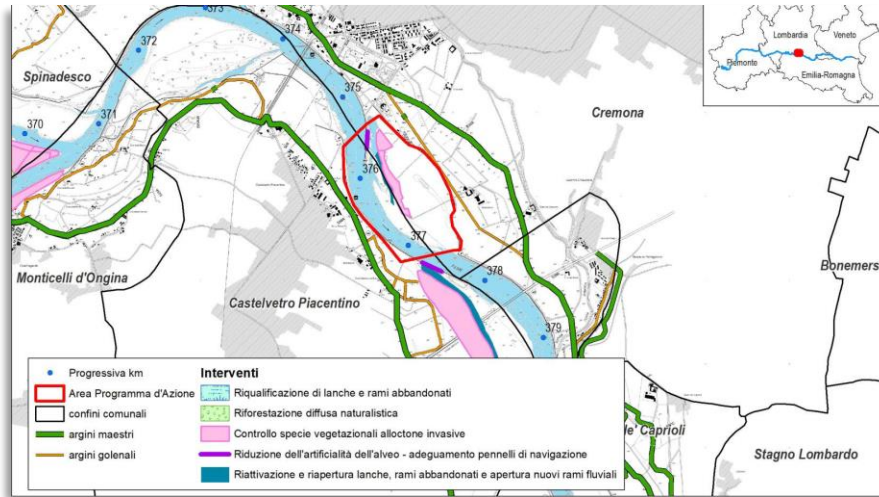 373
374
372
Lombardia
Veneto
Piemonte
Emilia-Romagna
Spinadesco
375
371
370
Cremona
376
377
378
Monticelli d'Ongina
Bonemers
Castelvetro Piacentino
379
Progressiva km
Area Programma d'Azione
confini comunali
argini maestri
argini golenali
Interventi
Riqualificazione di lanche e rami abbandonati
Riforestazione diffusa naturalistica
Controllo specie vegetazionali alloctone invasive
Riduzione dell'artificialità dell'alveo - adeguamento pennelli di navigazione
Riattivazione e riapertura lanche, rami abbandonati e apertura nuovi rami fluviali
le' Caprioli
Stagno Lombardo